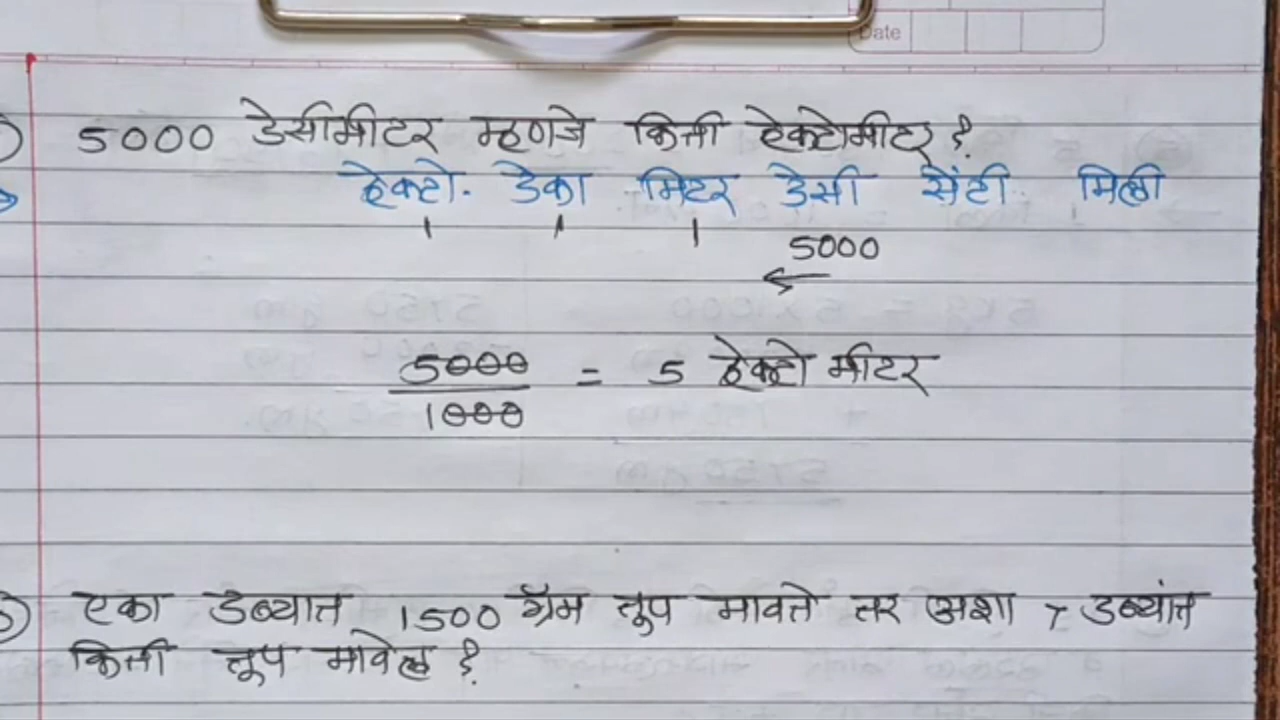 Date
5000 डेसीमीटर म्हणजे किती हेक्टोमीटर ?
हेक्टो. डेका मिटर डेसी सेंटी. मिली
5000
←
5000
1000
= 5 हेक्टो मीटर
एका डब्यात 1500 ग्रॅम तूप मावते तर अशा 7 डब्यांत
किती तूप मावेल ?